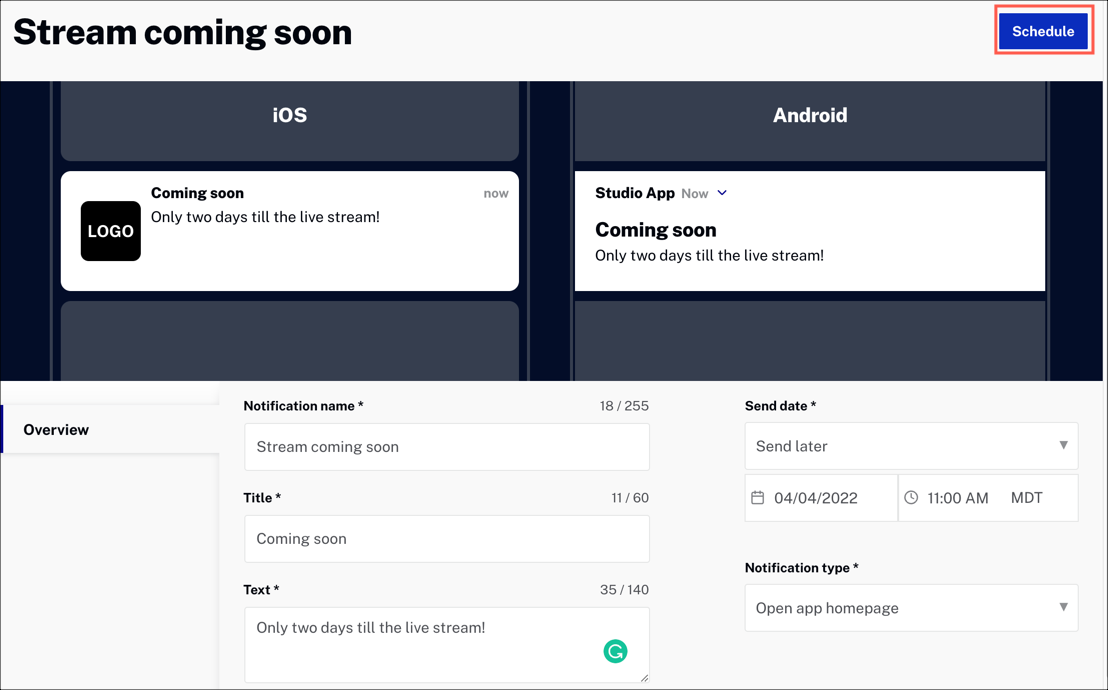 Stream coming soon
Schedule
iOS
Android
Coming soon
now
LOGO
Only two days till the live stream!
Studio App Now
Coming soon
Only two days till the live stream!
Overview
Notification name * 18 / 255
Stream coming soon
Title * 11 / 60
Coming soon
Text * 35 / 140
Only two days till the live stream!
Send date *
Send later
04/04/2022 11:00 AM MDT
Notification type *
Open app homepage